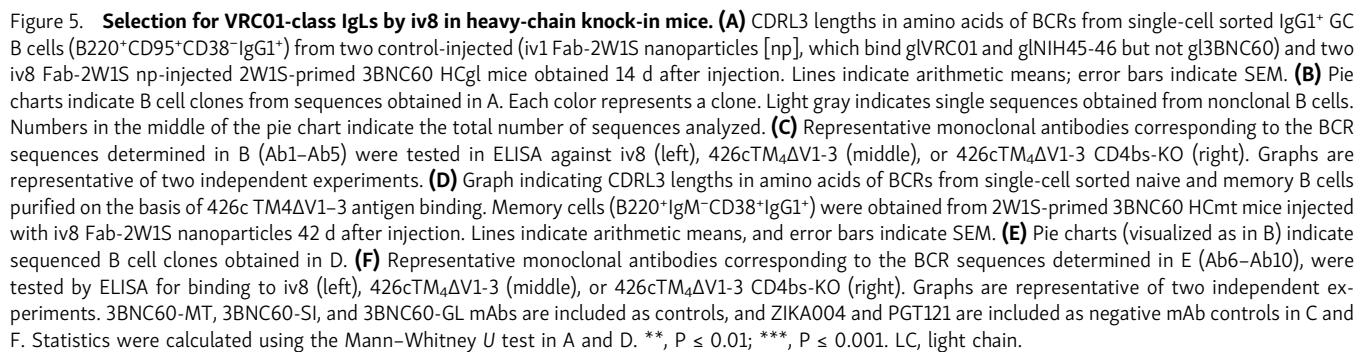 Figure 5. Selection for VRC01-class IgLs by iv8 in heavy-chain knock-in mice. (A) CDRL3 lengths in amino acids of BCRs from single-cell sorted IgG1⁺ GC
B cells (B220⁺CD95⁺CD38⁻IgG1⁺) from two control-injected (iv1 Fab-2W1S nanoparticles [np], which bind glVRC01 and glNIH45-46 but not gl3BNC60) and two
iv8 Fab-2W1S np-injected 2W1S-primed 3BNC60 HCgl mice obtained 14 d after injection. Lines indicate arithmetic means; error bars indicate SEM. (B) Pie
charts indicate B cell clones from sequences obtained in A. Each color represents a clone. Light gray indicates single sequences obtained from nonclonal B cells.
Numbers in the middle of the pie chart indicate the total number of sequences analyzed. (C) Representative monoclonal antibodies corresponding to the BCR
sequences determined in B (Ab1–Ab5) were tested in ELISA against iv8 (left), 426cTM₄ΔV1-3 (middle), or 426cTM₄ΔV1-3 CD4bs-KO (right). Graphs are
representative of two independent experiments. (D) Graph indicating CDRL3 lengths in amino acids of BCRs from single-cell sorted naive and memory B cells
purified on the basis of 426c TM4ΔV1–3 antigen binding. Memory cells (B220⁺IgM⁻CD38⁺IgG1⁺) were obtained from 2W1S-primed 3BNC60 HCmt mice injected
with iv8 Fab-2W1S nanoparticles 42 d after injection. Lines indicate arithmetic means, and error bars indicate SEM. (E) Pie charts (visualized as in B) indicate
sequenced B cell clones obtained in D. (F) Representative monoclonal antibodies corresponding to the BCR sequences determined in E (Ab6–Ab10), were
tested by ELISA for binding to iv8 (left), 426cTM₄ΔV1-3 (middle), or 426cTM₄ΔV1-3 CD4bs-KO (right). Graphs are representative of two independent ex-
periments. 3BNC60-MT, 3BNC60-SI, and 3BNC60-GL mAbs are included as controls, and ZIKA004 and PGT121 are included as negative mAb controls in C and
F. Statistics were calculated using the Mann–Whitney U test in A and D. **, P ≤ 0.01; ***, P ≤ 0.001. LC, light chain.